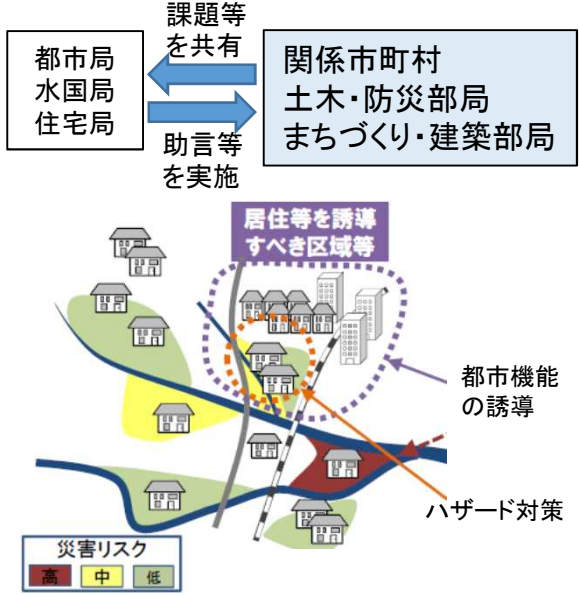 課題等
を共有
都市局
水国局
住宅局
関係市町村
土木・防災部局
まちづくり・建築部局
助言等
を実施
居住等を誘導
すべき区域等
都市機能
の誘導
ハザード対策
災害リスク
高 中 低